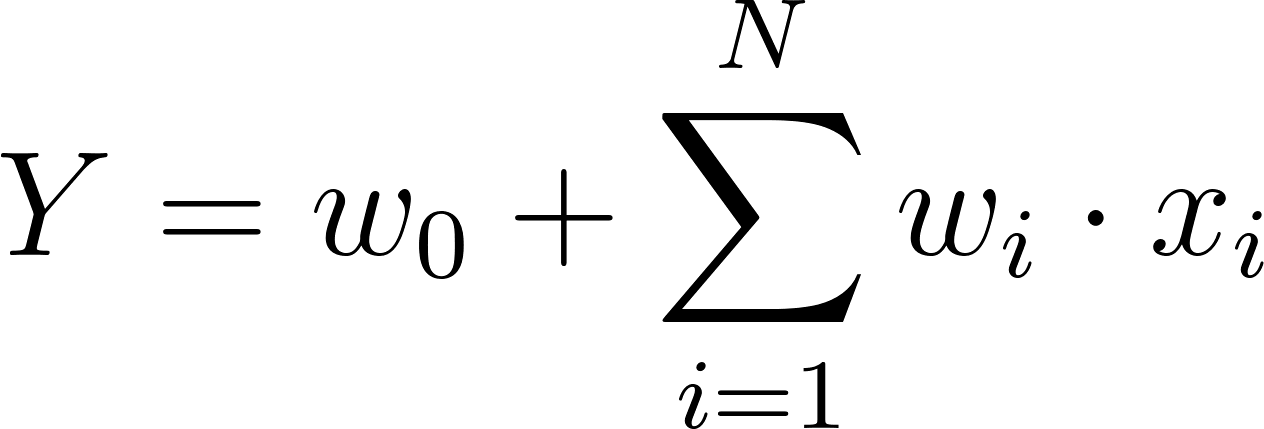 Y = w_0 + \sum_{i=1}^{N} w_i \cdot x_i